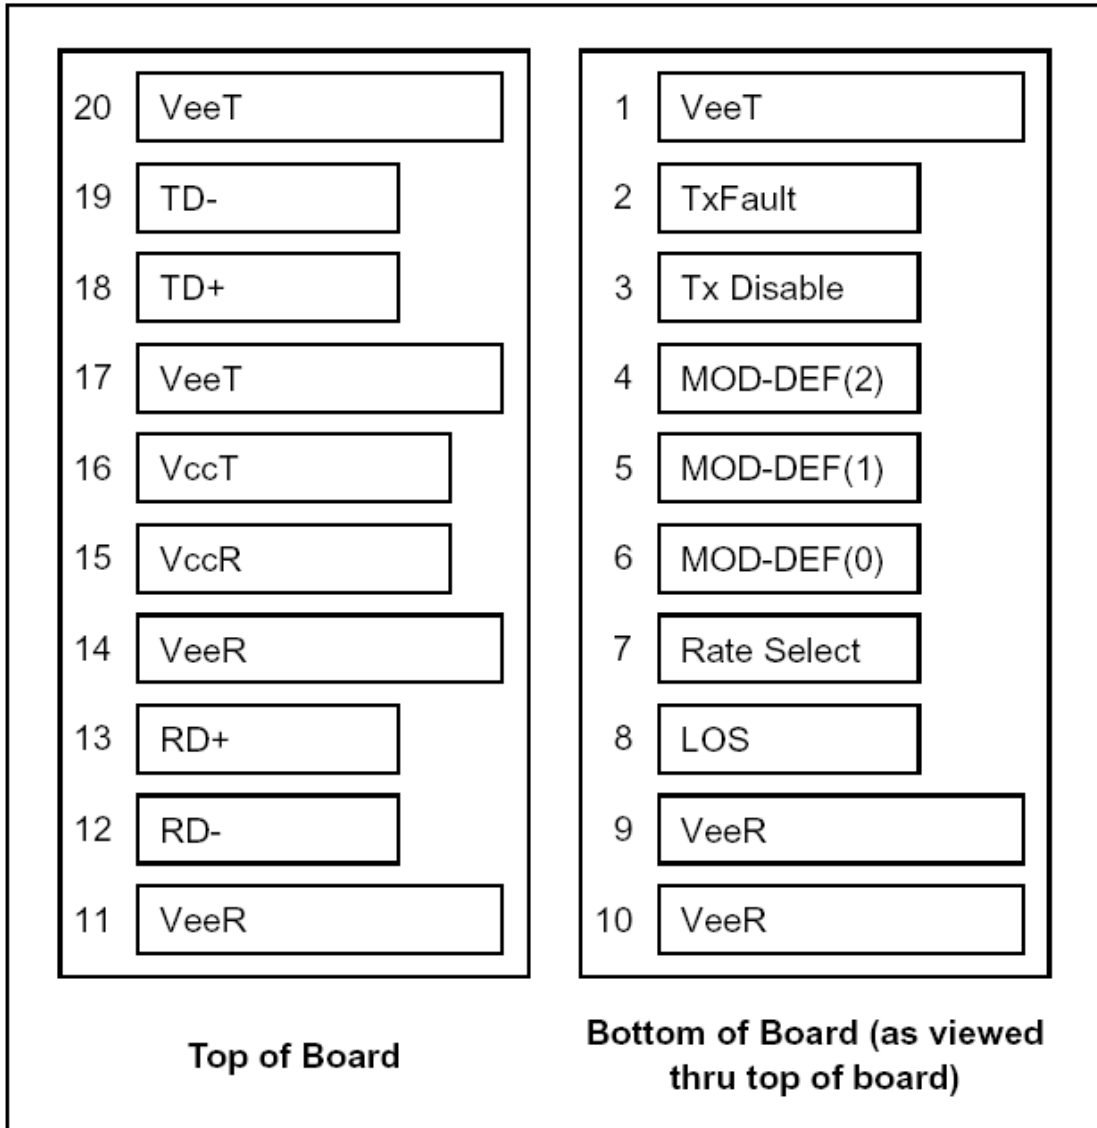 20 VeeT
19 TD-
18 TD+
17 VeeT
16 VccT
15 VccR
14 VeeR
13 RD+
12 RD-
11 VeeR
Top of Board
1 VeeT
2 TxFault
3 Tx Disable
4 MOD-DEF(2)
5 MOD-DEF(1)
6 MOD-DEF(0)
7 Rate Select
8 LOS
9 VeeR
10 VeeR
Bottom of Board (as viewed
thru top of board)